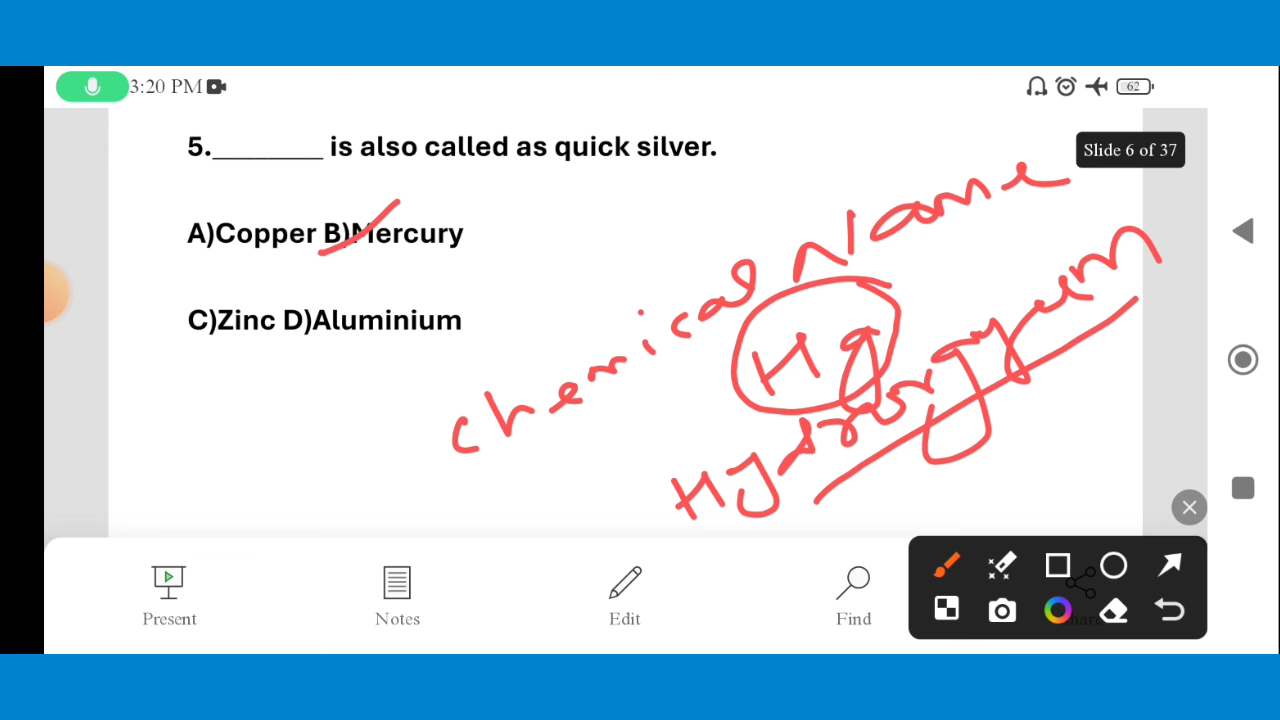 3:20 PM
62
5.________ is also called as quick silver.
Slide 6 of 37
A)Copper B)Mercury
C)Zinc D)Aluminium
chemical Name
Hg
Hydrargyrum
Present
Notes
Edit
Find
Share